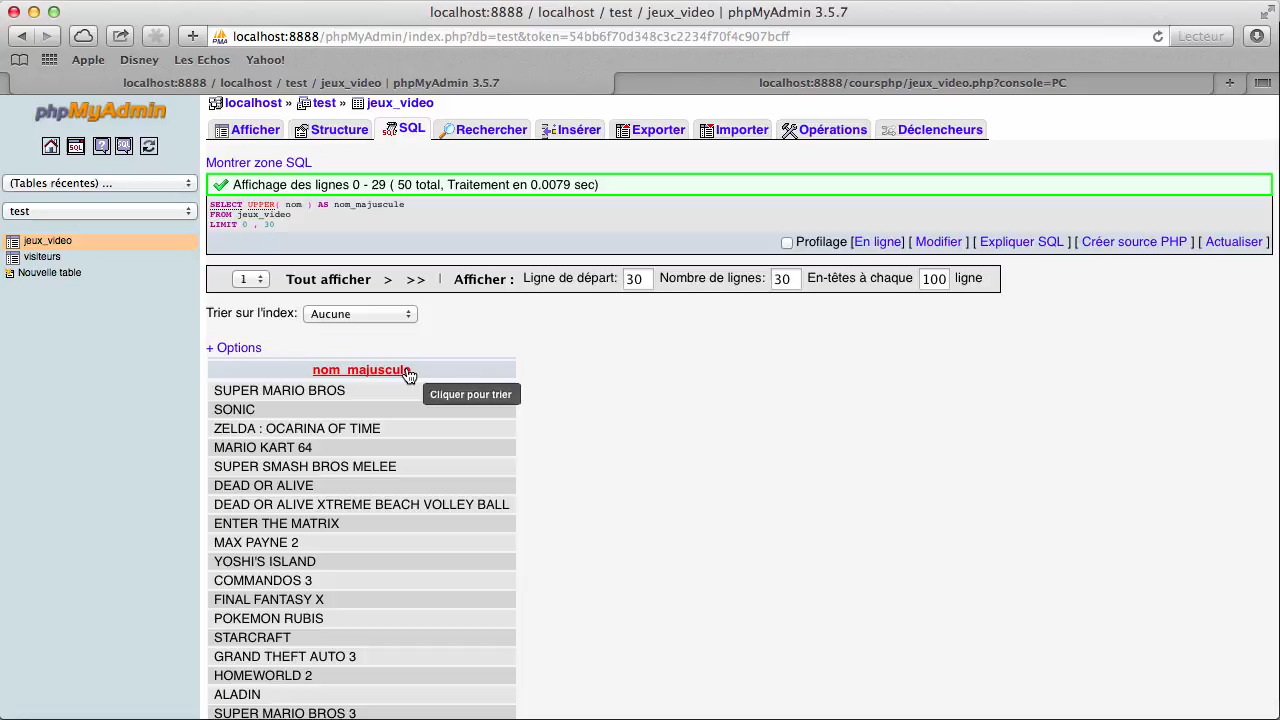 localhost:8888 / localhost / test / jeux_video | phpMyAdmin 3.5.7
localhost:8888/phpMyAdmin/index.php?db=test&token=54bb6f70d348c3c2234f70f4c907bcff
Lecteur
Apple Disney Les Echos Yahoo!
localhost:8888 / localhost / test / jeux_video | phpMyAdmin 3.5.7
localhost:8888/coursphp/jeux_video.php?console=PC
phpMyAdmin
(Tables récentes) ...
test
jeux_video
visiteurs
Nouvelle table
localhost » test » jeux_video
Afficher Structure SQL Rechercher Insérer Exporter Importer Opérations Déclencheurs
Montrer zone SQL
Affichage des lignes 0 - 29 ( 50 total, Traitement en 0.0079 sec)
SELECT UPPER( nom ) AS nom_majuscule
FROM jeux_video
LIMIT 0 , 30
Profilage [En ligne] [ Modifier ] [ Expliquer SQL ] [ Créer source PHP ] [ Actualiser ]
1 Tout afficher > >> | Afficher : Ligne de départ: 30 Nombre de lignes: 30 En-têtes à chaque 100 ligne
Trier sur l'index: Aucune
+ Options
nom_majuscule
Cliquer pour trier
SUPER MARIO BROS
SONIC
ZELDA : OCARINA OF TIME
MARIO KART 64
SUPER SMASH BROS MELEE
DEAD OR ALIVE
DEAD OR ALIVE XTREME BEACH VOLLEY BALL
ENTER THE MATRIX
MAX PAYNE 2
YOSHI'S ISLAND
COMMANDOS 3
FINAL FANTASY X
POKEMON RUBIS
STARCRAFT
GRAND THEFT AUTO 3
HOMEWORLD 2
ALADIN
SUPER MARIO BROS 3